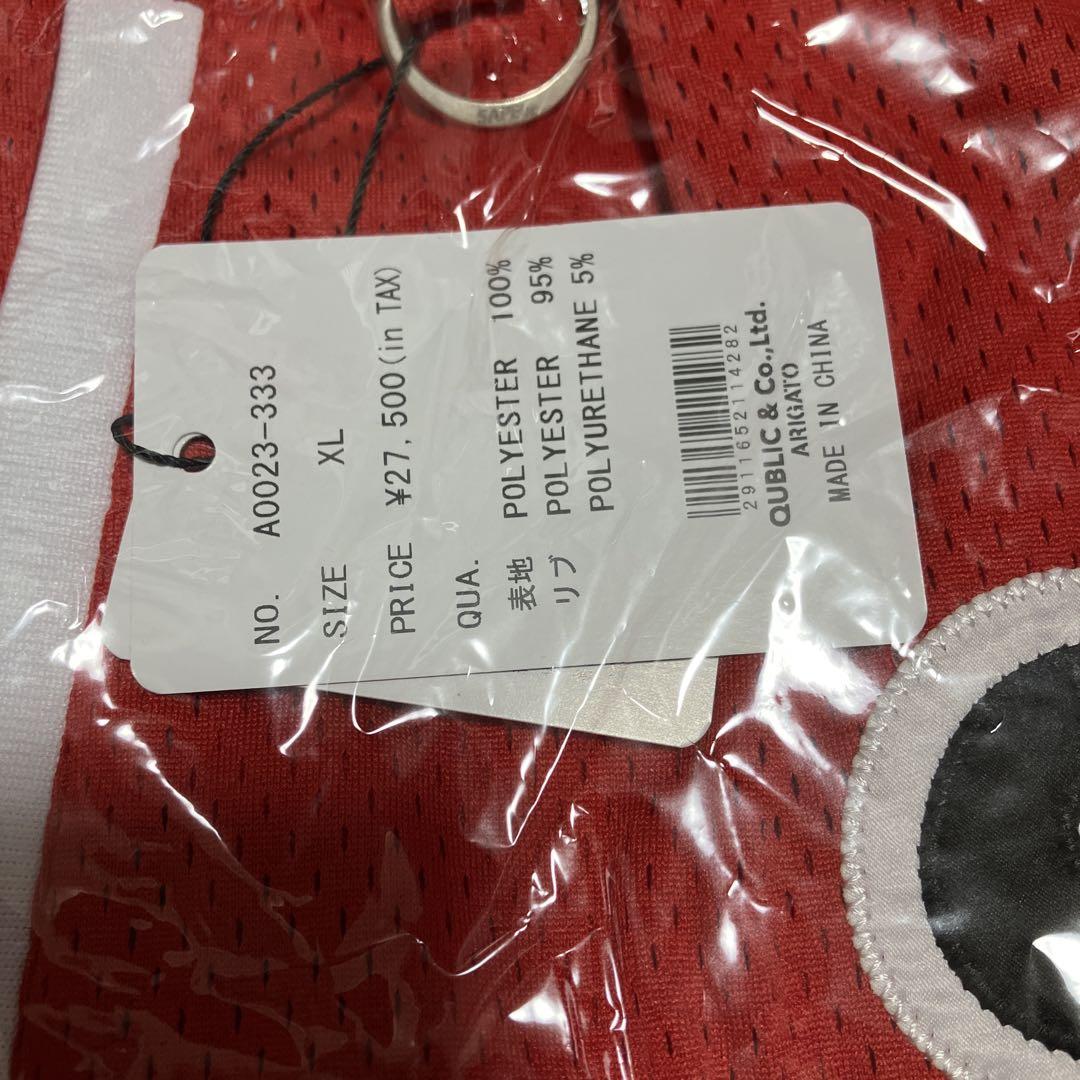 NO. A0023-333
SIZE XL
PRICE ¥27,500(in TAX)
QUA.
表地 POLYESTER 100%
リブ POLYESTER 95%
POLYURETHANE 5%
2911652114282
QUBLIC & Co.,Ltd.
ARIGATO
MADE IN CHINA